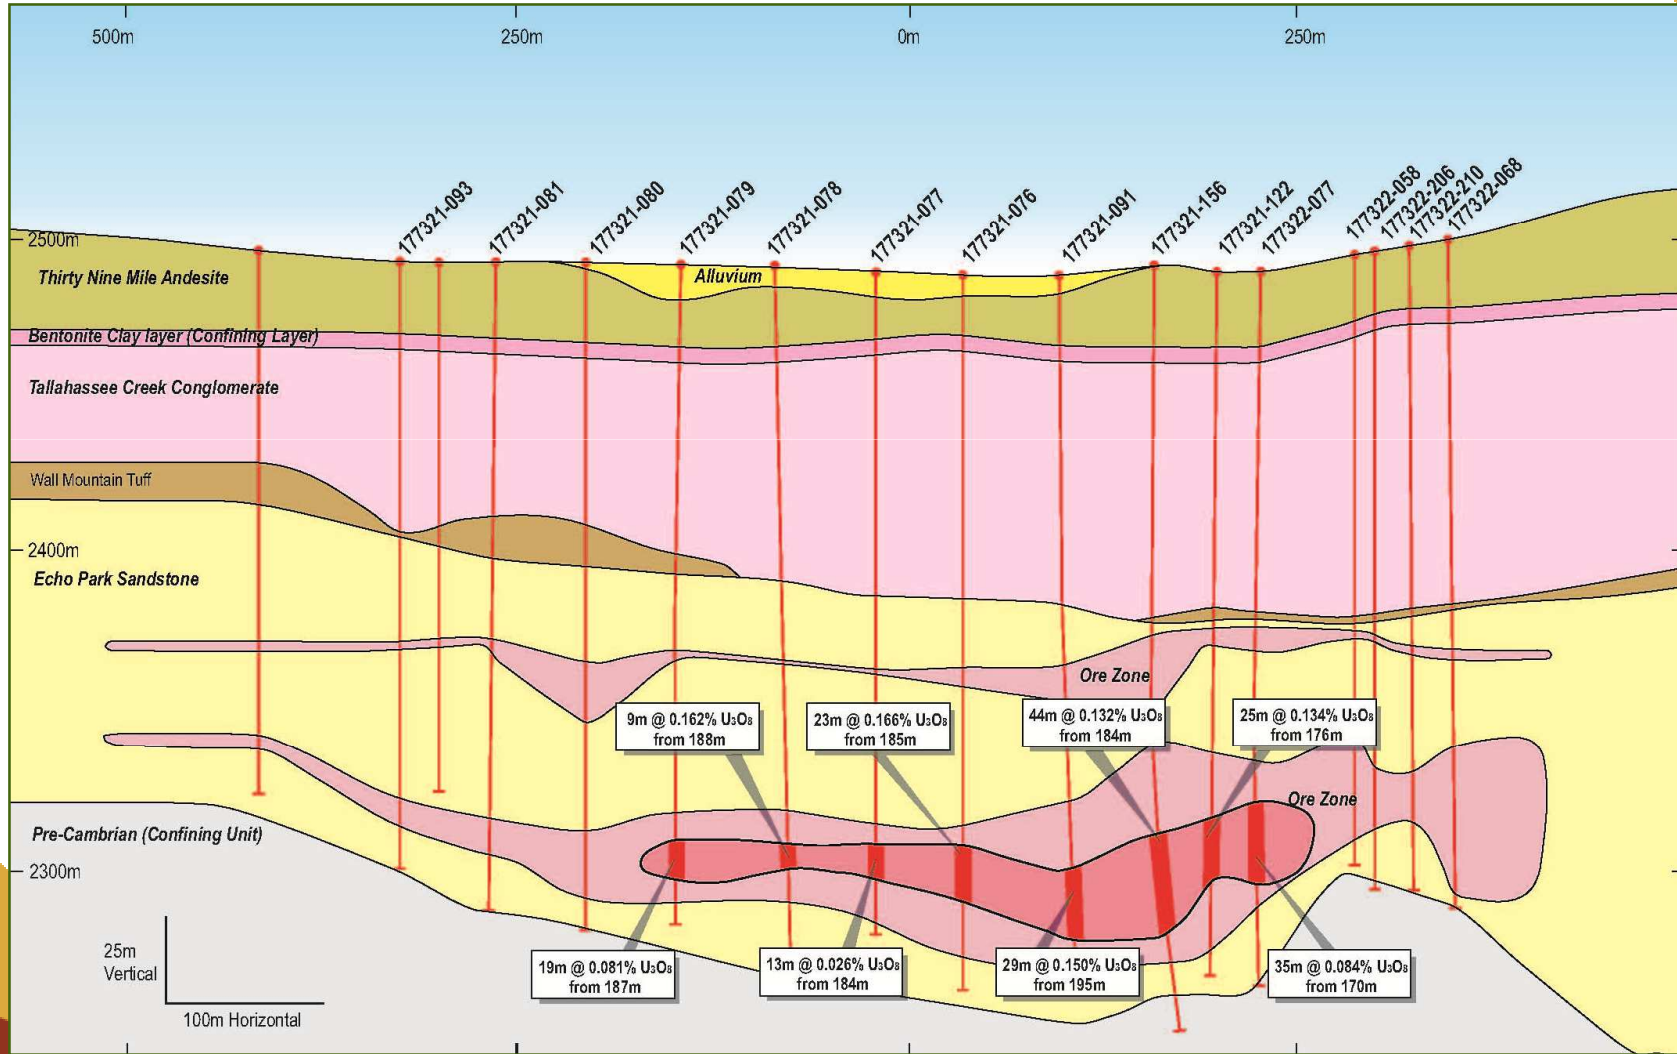 500m
250m
0m
250m
177321-093
177321-081
177321-080
177321-079
177321-078
177321-077
177321-076
177321-091
177321-156
177321-122
177322-077
177322-058
177322-206
177322-210
177322-068
2500m
Thirty Nine Mile Andesite
Alluvium
Bentonite Clay layer (Confining Layer)
Tallahassee Creek Conglomerate
Wall Mountain Tuff
2400m
Echo Park Sandstone
Ore Zone
9m @ 0.162% U₃O₈
from 188m
23m @ 0.166% U₃O₈
from 185m
44m @ 0.132% U₃O₈
from 184m
25m @ 0.134% U₃O₈
from 176m
Ore Zone
Pre-Cambrian (Confining Unit)
2300m
19m @ 0.081% U₃O₈
from 187m
13m @ 0.026% U₃O₈
from 184m
29m @ 0.150% U₃O₈
from 195m
35m @ 0.084% U₃O₈
from 170m
25m
Vertical
100m Horizontal